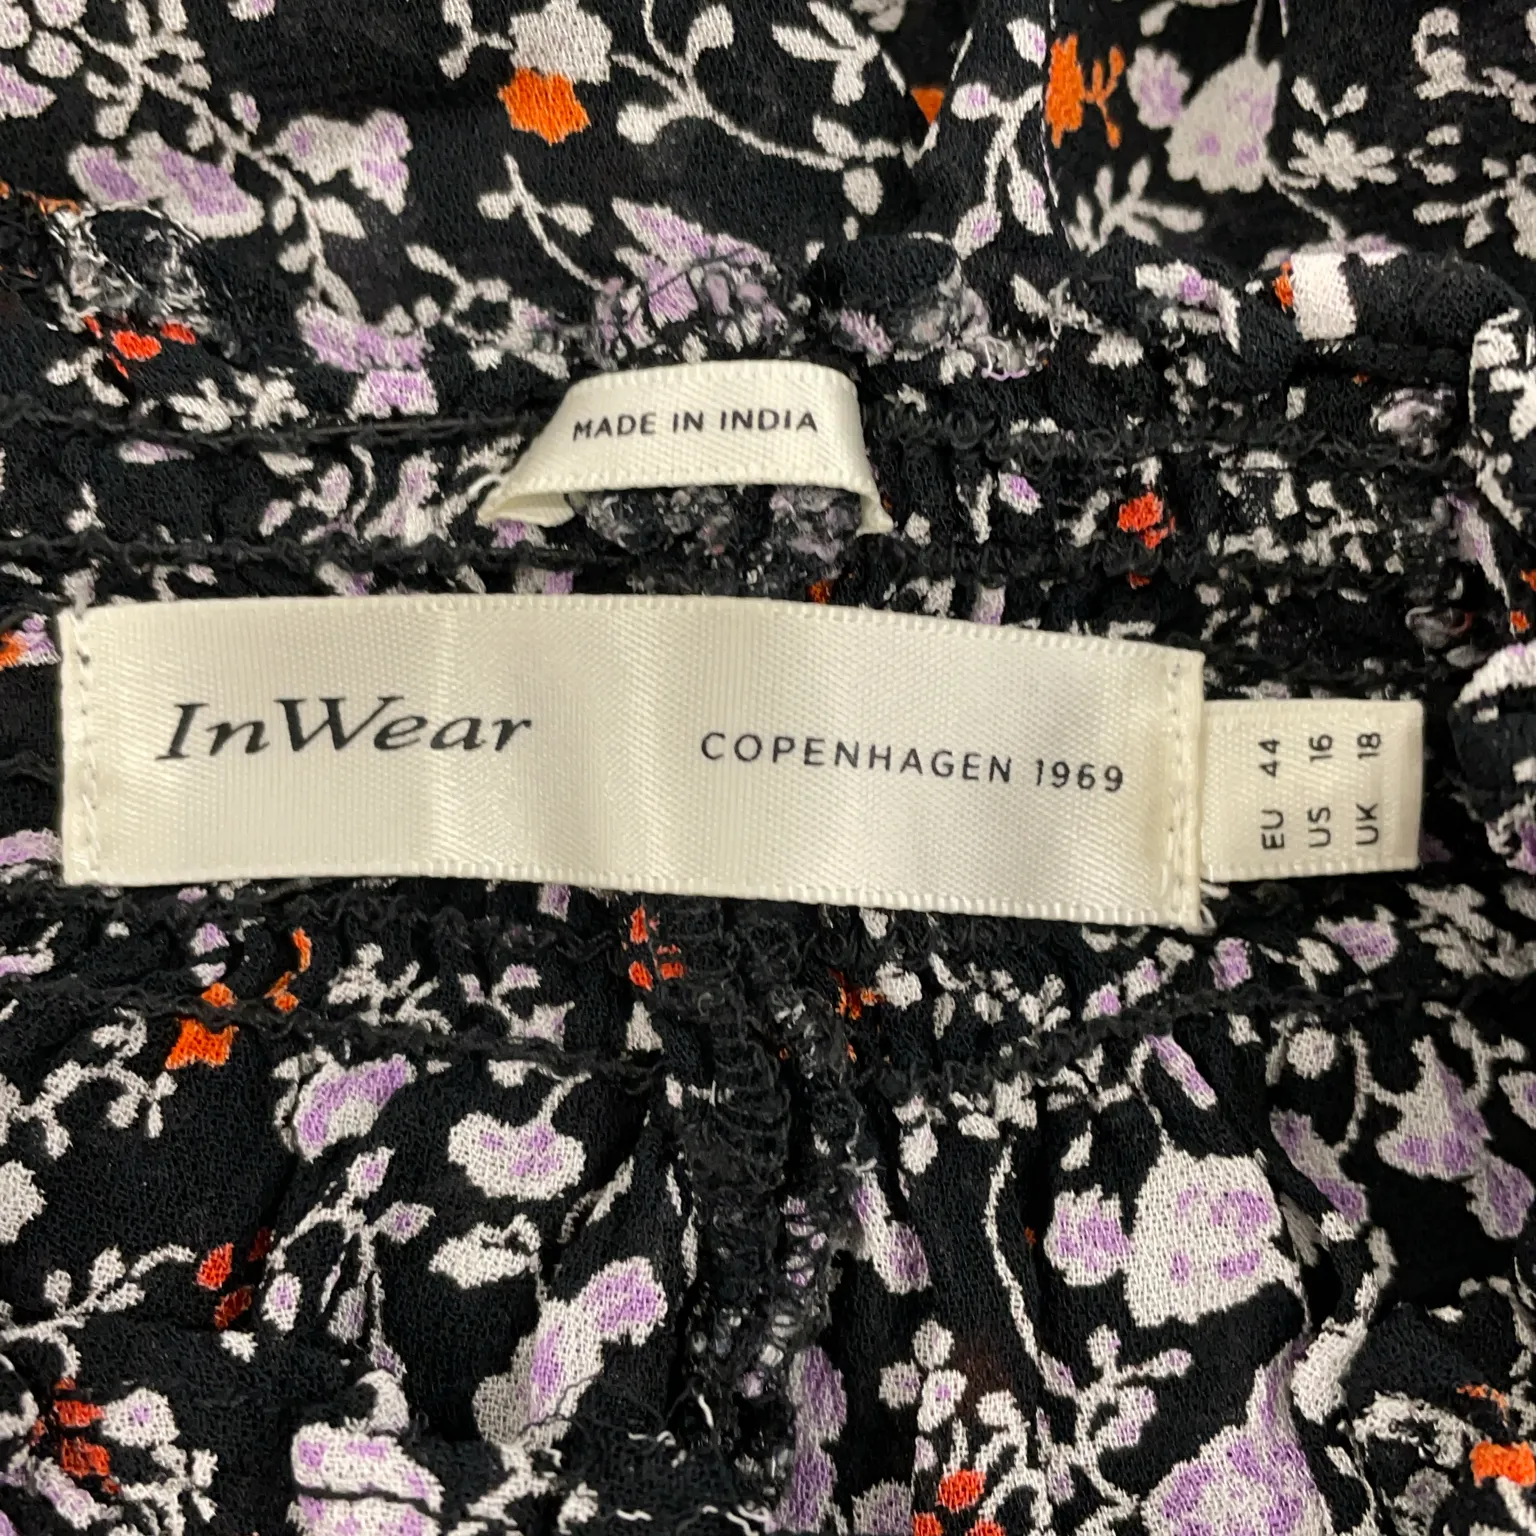 MADE IN INDIA
InWear
COPENHAGEN 1969
EU 44
US 16
UK 18